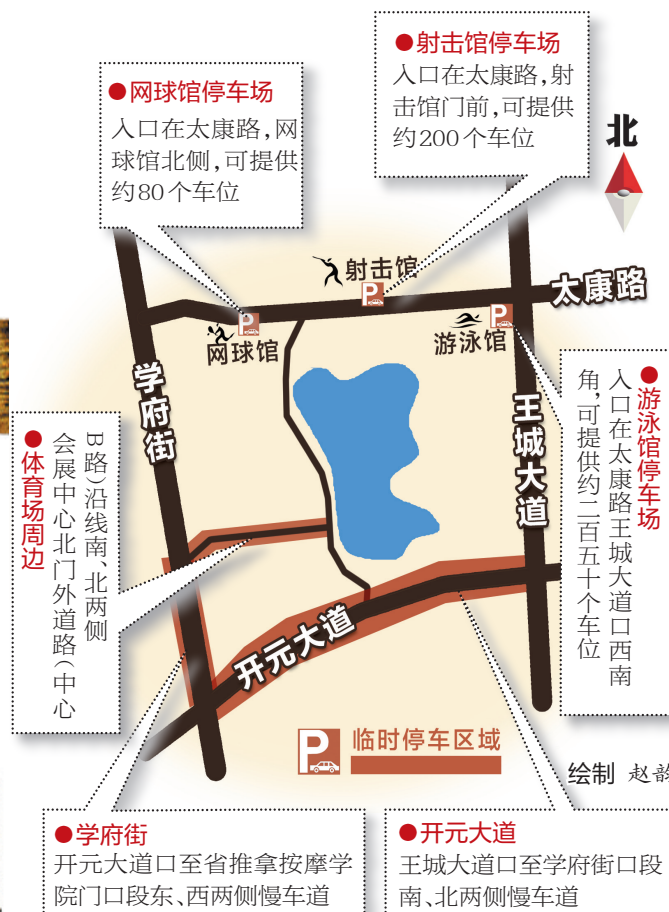 ●网球馆停车场
入口在太康路,网
球馆北侧,可提供
约80个车位
●射击馆停车场
入口在太康路,射
击馆门前,可提供
约200个车位
北
射击馆
太康路
网球馆
游泳馆
学府街
王城大道
●游泳馆停车场
入口在太康路王城大道口西南
角,可提供约二百五十个车位
●体育场周边
会展中心北门外道路(中心
B路)沿线南、北两侧
开元大道
P 临时停车区域
绘制 赵韵
●学府街
开元大道口至省推拿按摩学
院门口段东、西两侧慢车道
●开元大道
王城大道口至学府街口段
南、北两侧慢车道